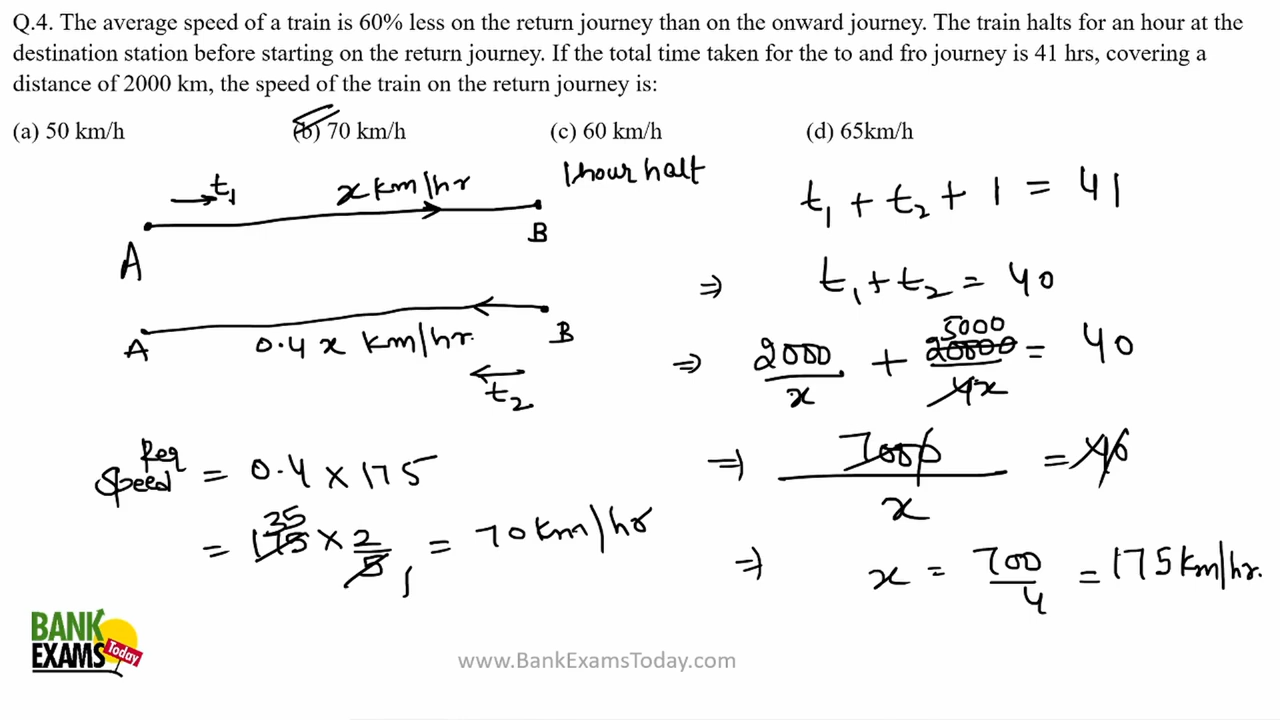 Q.4. The average speed of a train is 60% less on the return journey than on the onward journey. The train halts for an hour at the
destination station before starting on the return journey. If the total time taken for the to and fro journey is 41 hrs, covering a
distance of 2000 km, the speed of the train on the return journey is:
(a) 50 km/h (b) 70 km/h (c) 60 km/h (d) 65km/h
t₁ x km/hr
1 hour halt
A B
t₁ + t₂ + 1 = 41
⇒ t₁ + t₂ = 40
A 0.4 x km/hr. B
t₂
⇒ 2000/x + 5000 20000/4x = 40
⇒ 7000/x = 40
Req Speed = 0.4 × 175
= 35 175 × 2/5 1 = 70 km/hr
⇒ x = 700/4 = 175 km/hr.
BANK
EXAMS Today
www.BankExamsToday.com